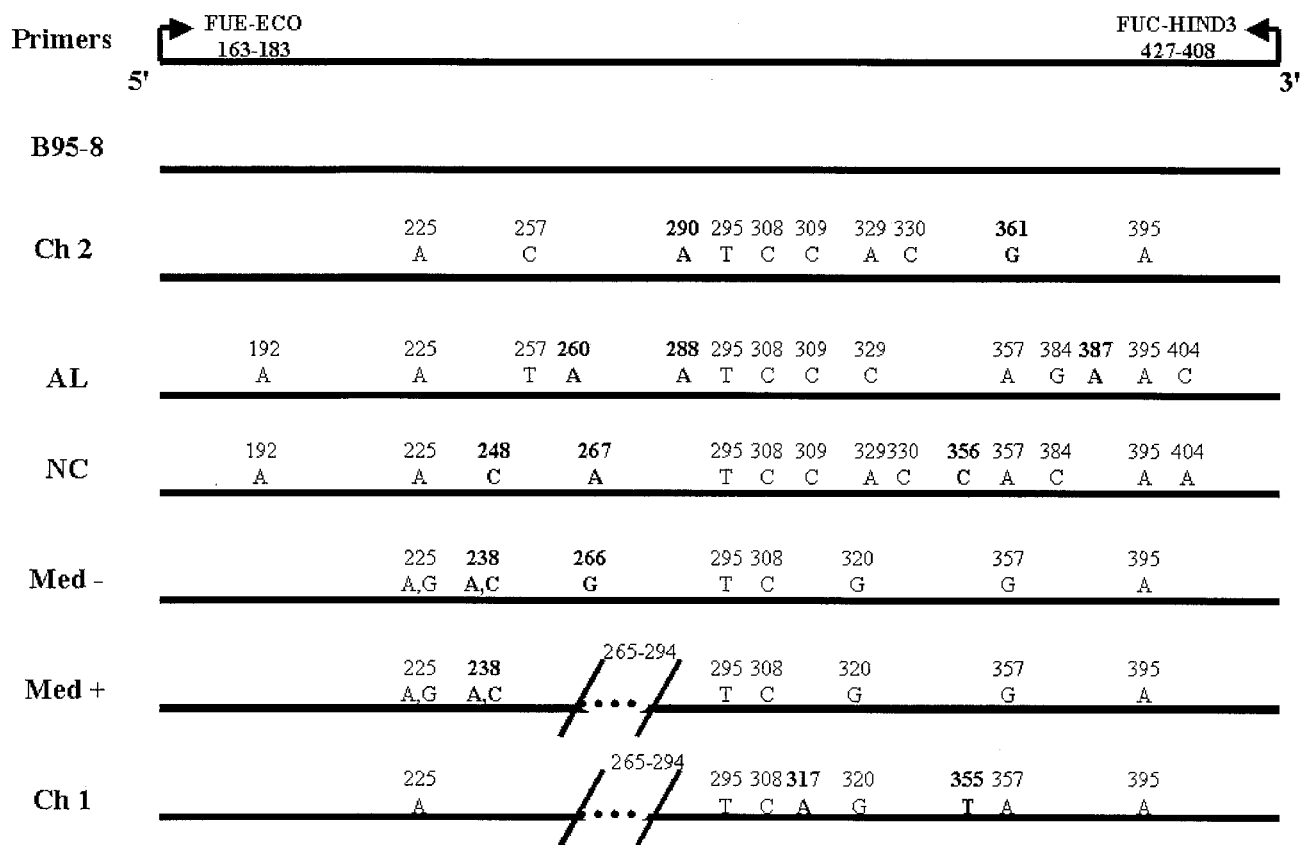 FUE-ECO FUC-HIND3
Primers 163-183 427-408
5' 3'
B95-8
225 257 290 295 308 309 329 330 361 395
Ch 2 A C A T C C A C G A
192 225 257 260 288 295 308 309 329 357 384 387 395 404
AL A A T A A T C C C A G A A C
192 225 248 267 295 308 309 329 330 356 357 384 395 404
NC A A C A T C C A C C A C A A
225 238 266 295 308 320 357 395
Med - A,G A,C G T C G G A
265-294
225 238 295 308 320 357 395
Med + A,G A,C T C G G A
265-294
225 295 308 317 320 355 357 395
Ch 1 A T C A G T A A